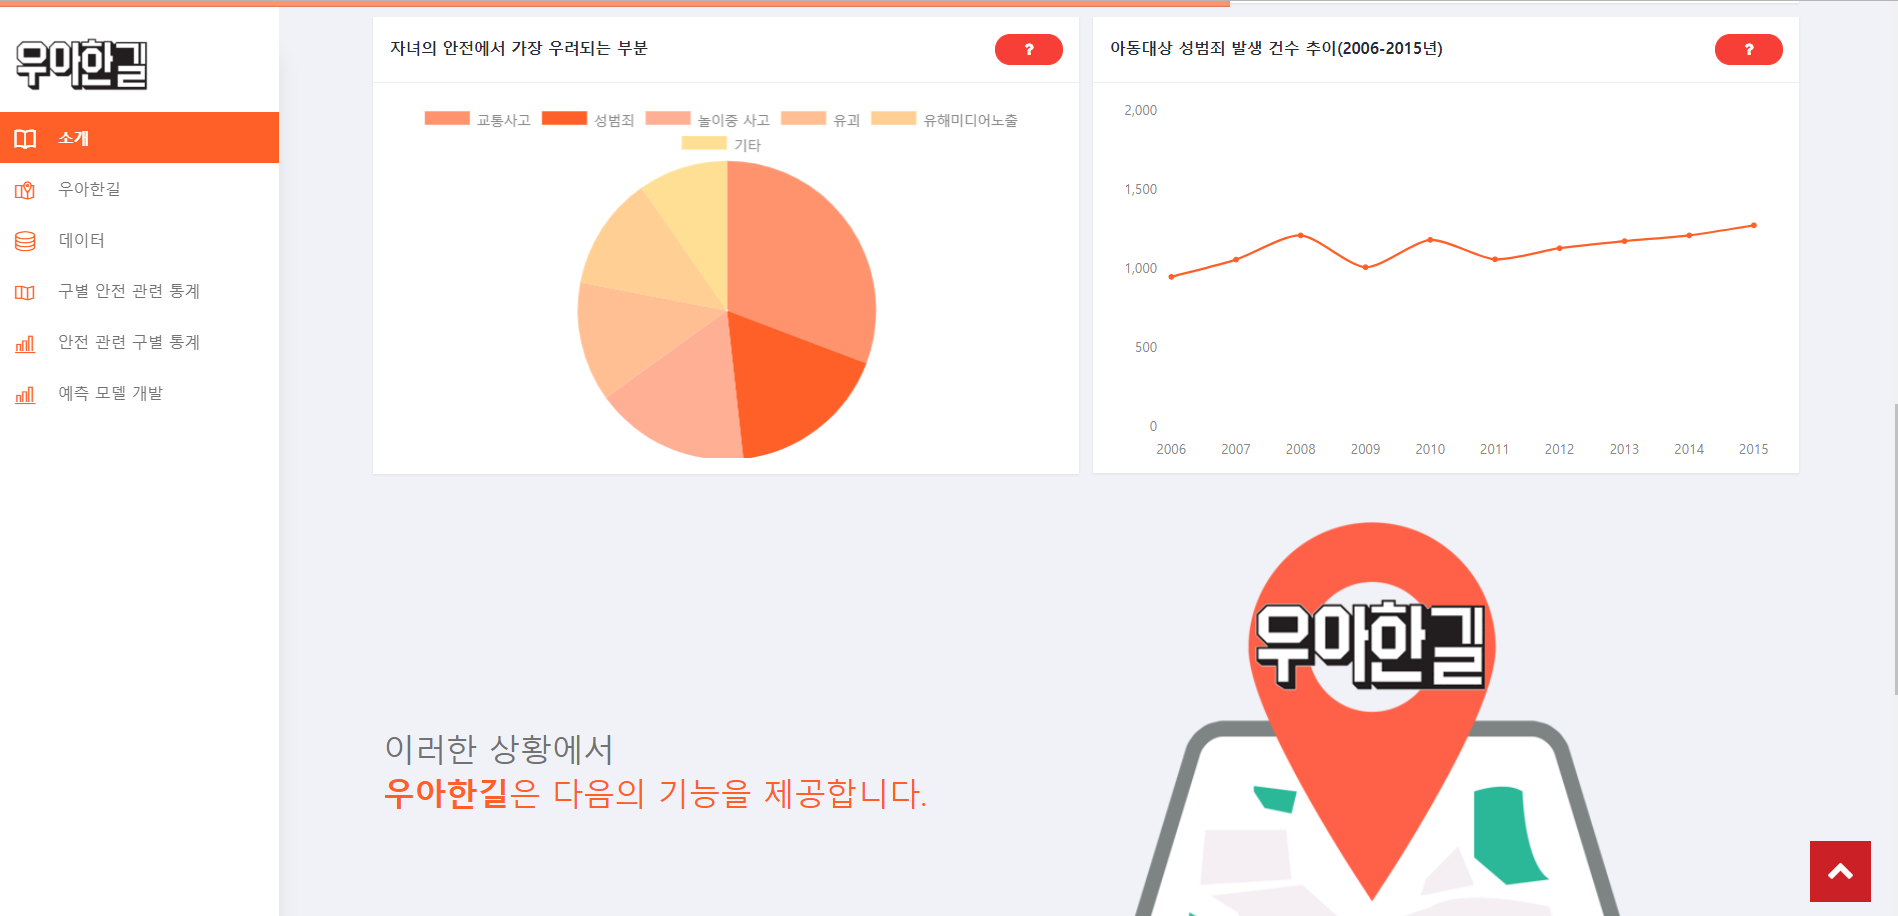 우아한길
소개
우아한길
데이터
구별 안전 관련 통계
안전 관련 구별 통계
예측 모델 개발
자녀의 안전에서 가장 우려되는 부분
?
교통사고 성범죄 놀이중 사고 유괴 유해미디어노출
기타
아동대상 성범죄 발생 건수 추이(2006-2015년)
?
2,000
1,500
1,000
500
0
2006 2007 2008 2009 2010 2011 2012 2013 2014 2015
우아한길
이러한 상황에서
우아한길은 다음의 기능을 제공합니다.